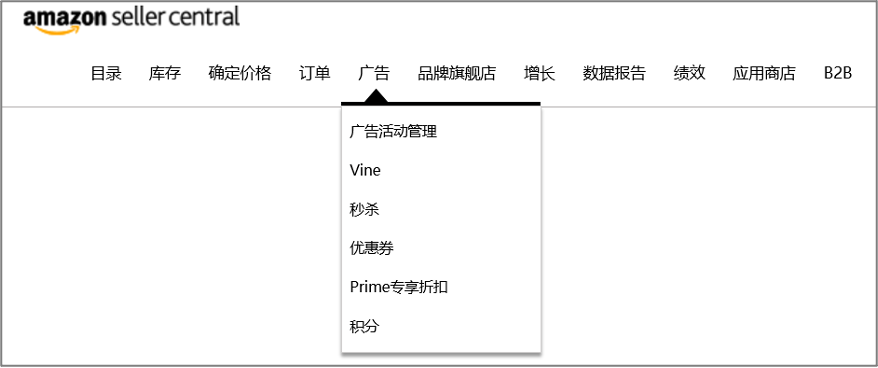 amazon seller central
目录 库存 确定价格 订单 广告 品牌旗舰店 增长 数据报告 绩效 应用商店 B2B
广告活动管理
Vine
秒杀
优惠券
Prime专享折扣
积分